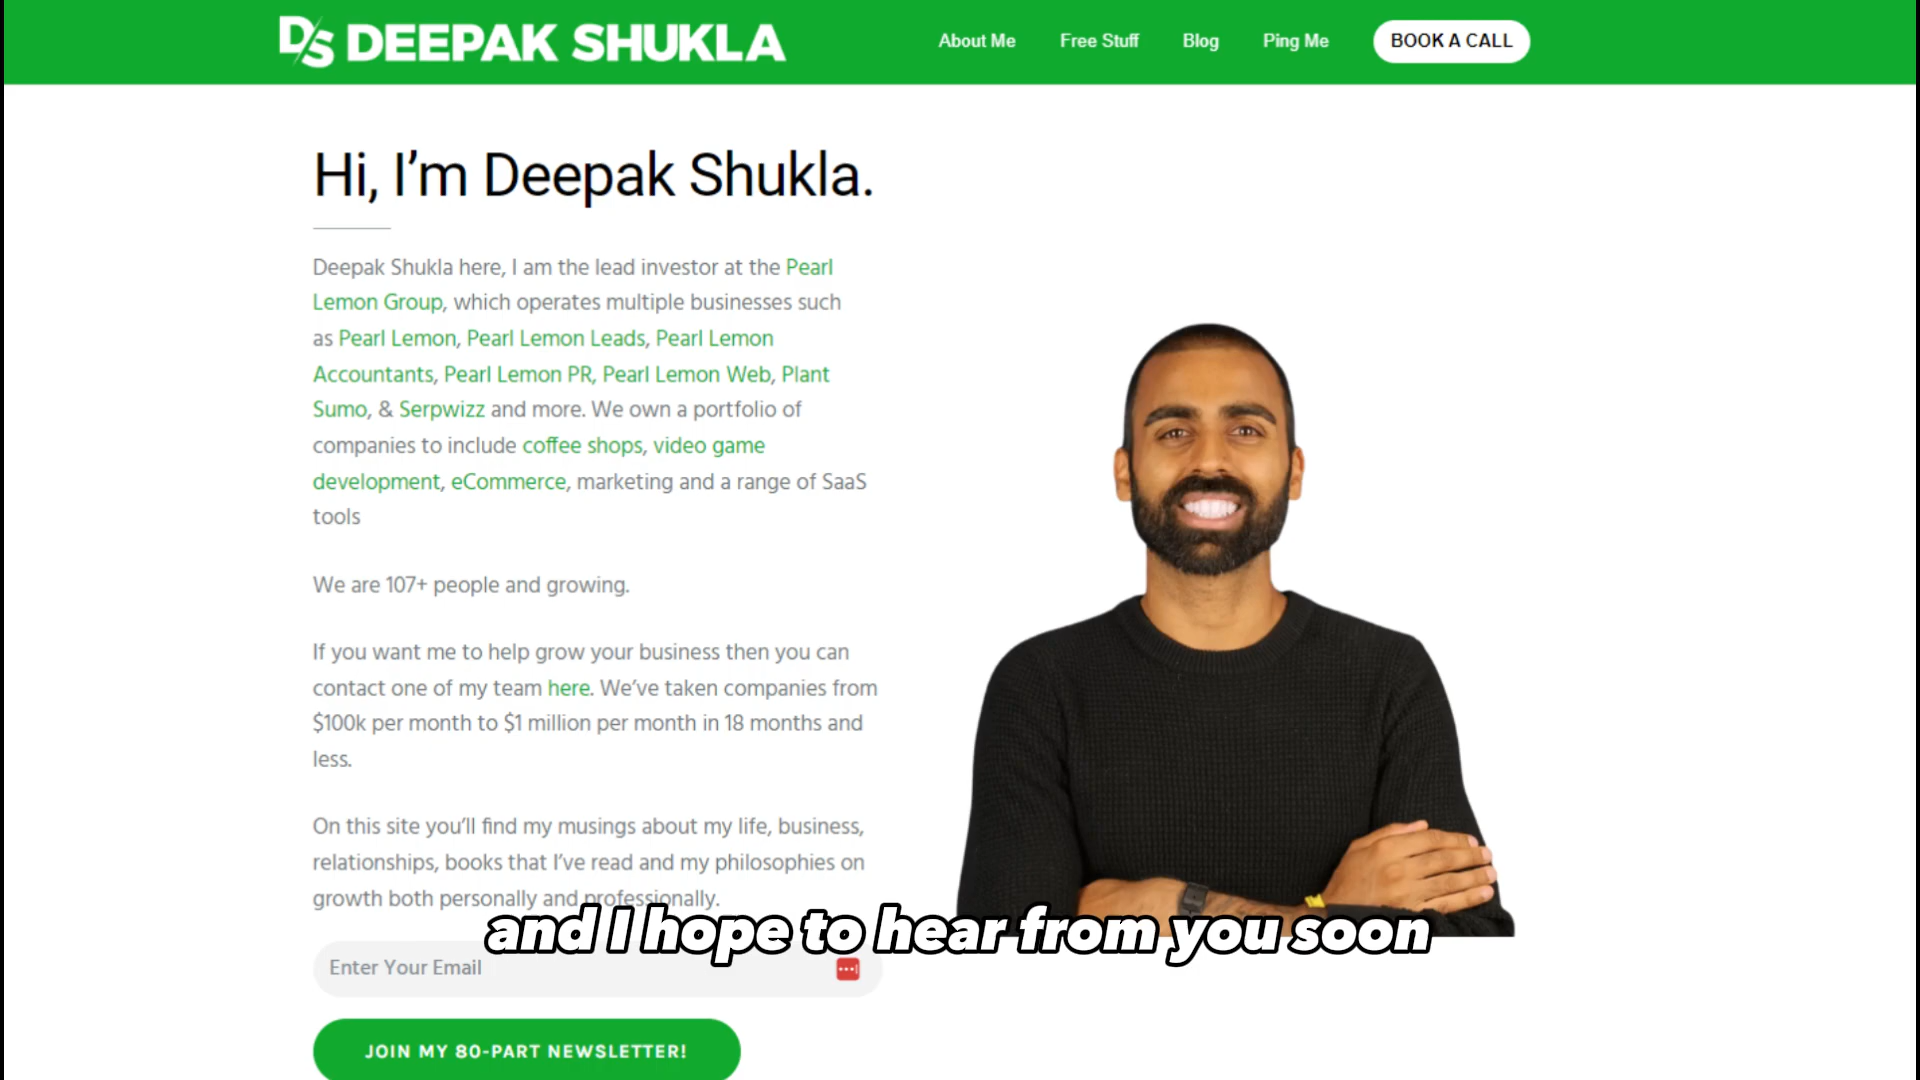 DS DEEPAK SHUKLA
About Me
Free Stuff
Blog
Ping Me
BOOK A CALL
Hi, I’m Deepak Shukla.
Deepak Shukla here, I am the lead investor at the Pearl
Lemon Group, which operates multiple businesses such
as Pearl Lemon, Pearl Lemon Leads, Pearl Lemon
Accountants, Pearl Lemon PR, Pearl Lemon Web, Plant
Sumo, & Serpwizz and more. We own a portfolio of
companies to include coffee shops, video game
development, eCommerce, marketing and a range of SaaS
tools
We are 107+ people and growing.
If you want me to help grow your business then you can
contact one of my team here. We’ve taken companies from
$100k per month to $1 million per month in 18 months and
less.
On this site you’ll find my musings about my life, business,
relationships, books that I’ve read and my philosophies on
growth both personally and professionally.
and I hope to hear from you soon
Enter Your Email
JOIN MY 80-PART NEWSLETTER!